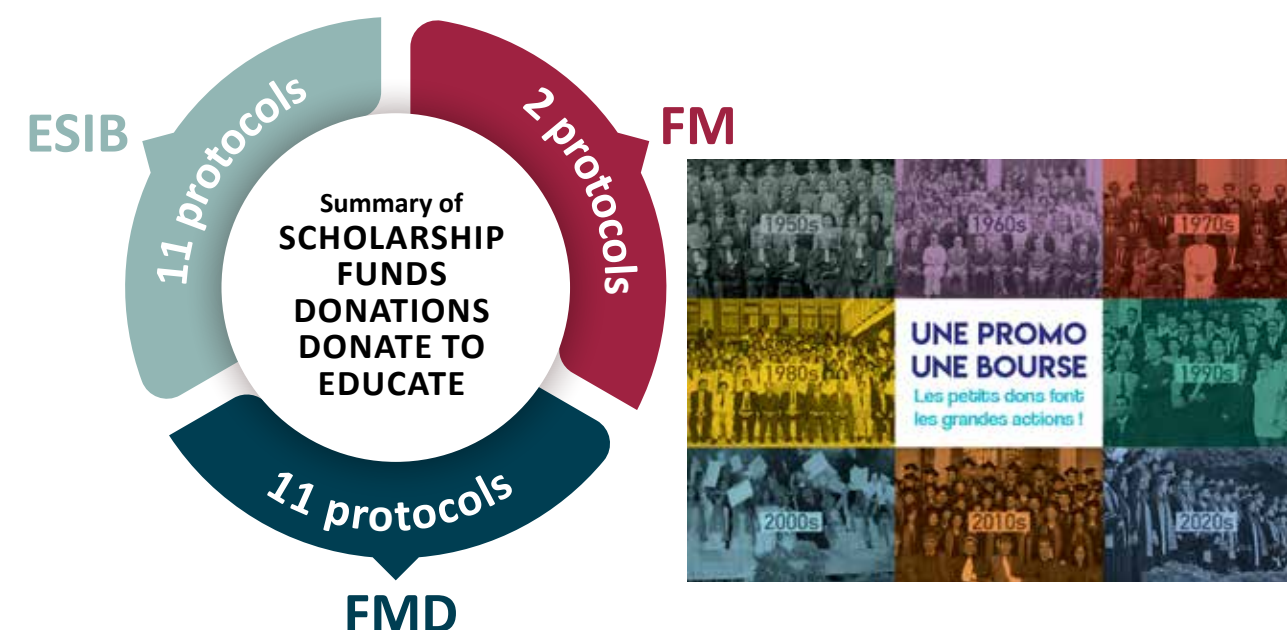 ESIB
11 protocols
2 protocols
FM
Summary of
SCHOLARSHIP
FUNDS
DONATIONS
DONATE TO
EDUCATE
11 protocols
FMD
1950s
1960s
1970s
1980s
UNE PROMO
UNE BOURSE
Les petits dons font
les grandes actions !
1990s
2000s
2010s
2020s